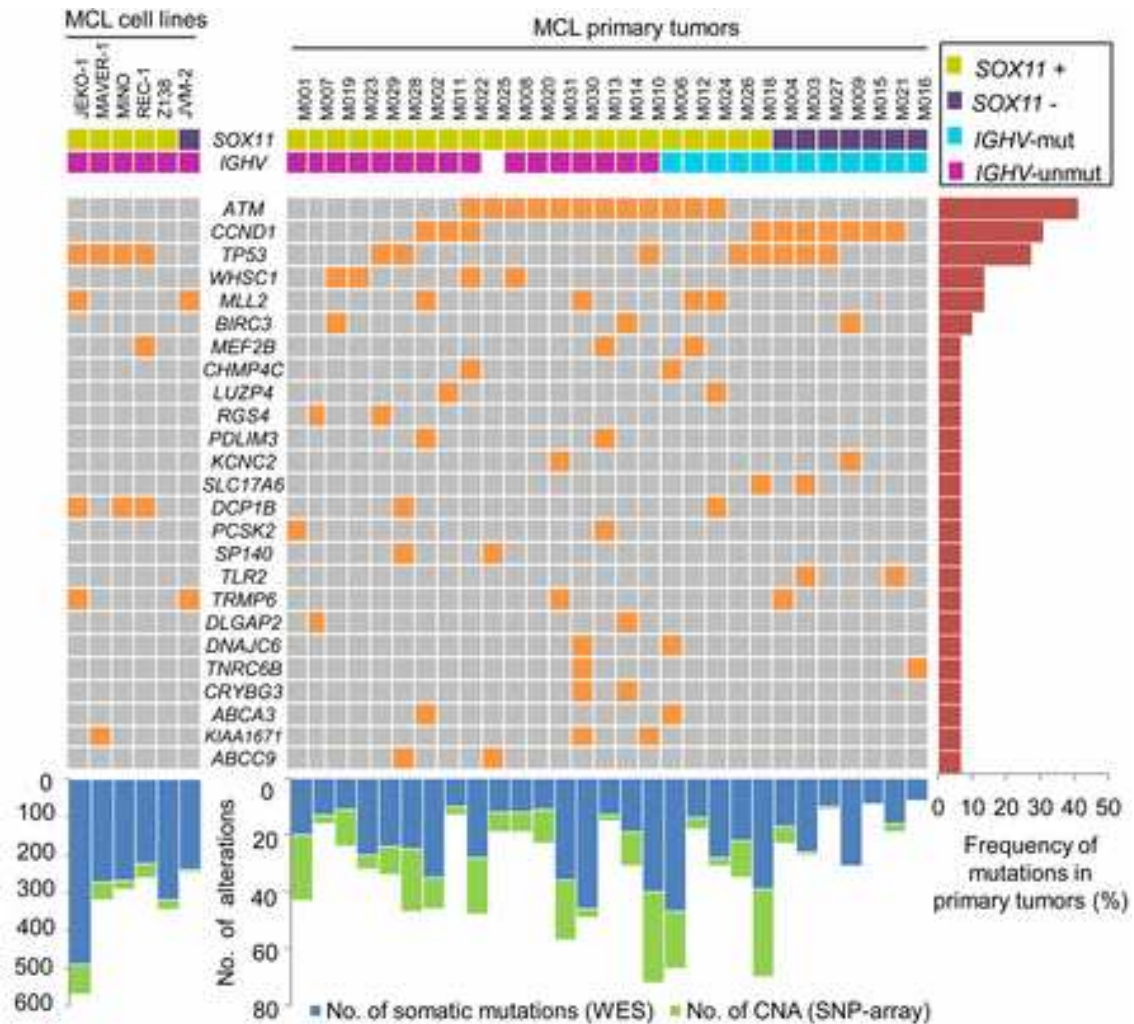 MCL cell lines
MCL primary tumors
JEKO-1
MAVER-1
MINO
REC-1
Z138
JVM-2
M001
M007
M019
M023
M029
M028
M002
M011
M022
M025
M008
M020
M031
M030
M013
M014
M010
M006
M012
M024
M026
M018
M004
M003
M027
M009
M015
M021
M016
SOX11 +
SOX11 -
IGHV-mut
IGHV-unmut
SOX11
IGHV
ATM
CCND1
TP53
WHSC1
MLL2
BIRC3
MEF2B
CHMP4C
LUZP4
RGS4
PDLIM3
KCNC2
SLC17A6
DCP1B
PCSK2
SP140
TLR2
TRMP6
DLGAP2
DNAJC6
TNRC6B
CRYBG3
ABCA3
KIAA1671
ABCC9
0
100
200
300
400
500
600
No. of alterations
0
20
40
60
80
0 10 20 30 40 50
Frequency of
mutations in
primary tumors (%)
No. of somatic mutations (WES)
No. of CNA (SNP-array)